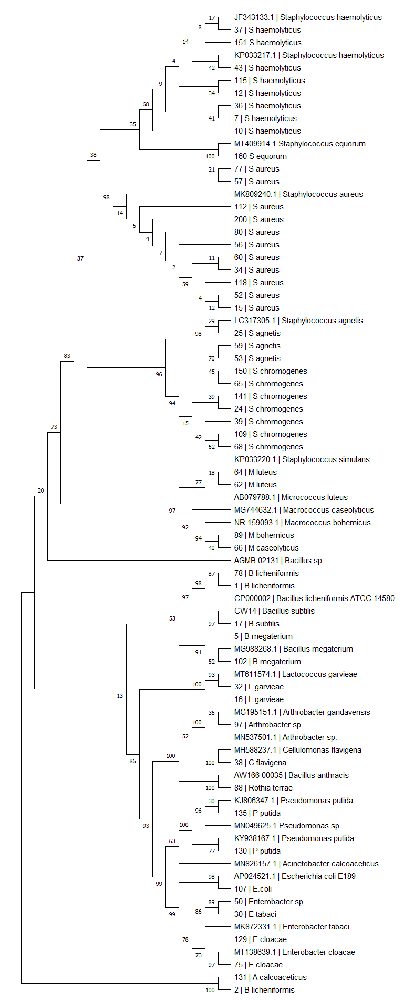 17
JF343133.1 | Staphylococcus haemolyticus
8
37 | S haemolyticus
14
151 S haemolyticus
KP033217.1 | Staphylococcus haemolyticus
4
42
43 | S haemolyticus
9
115 | S haemolyticus
34
12 | S haemolyticus
68
36 | S haemolyticus
41
7 | S haemolyticus
35
10 | S haemolyticus
MT409914.1 Staphylococcus equorum
38
100
160 S equorum
21
77 | S aureus
57 | S aureus
98
MK809240.1 | Staphylococcus aureus
14
112 | S aureus
6
200 | S aureus
4
80 | S aureus
7
56 | S aureus
11
60 | S aureus
2
34 | S aureus
59
118 | S aureus
4
52 | S aureus
12
15 | S aureus
37
29
LC317305.1 | Staphylococcus agnetis
98
25 | S agnetis
59 | S agnetis
70
53 | S agnetis
96
45
150 | S chromogenes
65 | S chromogenes
94
39
141 | S chromogenes
24 | S chromogenes
15
39 | S chromogenes
42
109 | S chromogenes
62
68 | S chromogenes
83
KP033220.1 | Staphylococcus simulans
73
18
64 | M luteus
77
62 | M luteus
AB079788.1 | Micrococcus luteus
97
MG744632.1 | Macrococcus caseolyticus
92
NR 159093.1 | Macrococcus bohemicus
94
89 | M bohemicus
40
66 | M caseolyticus
20
AGMB 02131 | Bacillus sp.
87
78 | B licheniformis
98
1 | B licheniformis
97
CP000002 | Bacillus licheniformis ATCC 14580
CW14 | Bacillus subtilis
53
97
17 | B subtilis
5 | B megaterium
91
MG988268.1 | Bacillus megaterium
52
102 | B megaterium
13
93
MT611574.1 | Lactococcus garvieae
100
32 | L garvieae
16 | L garvieae
86
35
MG195151.1 | Arthrobacter gandavensis
100
97 | Arthrobacter sp
52
MN537501.1 | Arthrobacter sp.
100
MH588237.1 | Cellulomonas flavigena
100
38 | C flavigena
AW166 00035 | Bacillus anthracis
100
88 | Rothia terrae
93
30
KJ806347.1 | Pseudomonas putida
96
135 | P putida
100
MN049625.1 Pseudomonas sp.
63
KY938167.1 | Pseudomonas putida
77
130 | P putida
MN826157.1 | Acinetobacter calcoaceticus
99
98
AP024521.1 | Escherichia coli E189
107 | E.coli
99
89
50 | Enterobacter sp
86
30 | E tabaci
MK872331.1 | Enterobacter tabaci
78
129 | E cloacae
73
MT138639.1 | Enterobacter cloacae
97
75 | E cloacae
131 | A calcoaceticus
100
2 | B licheniformis